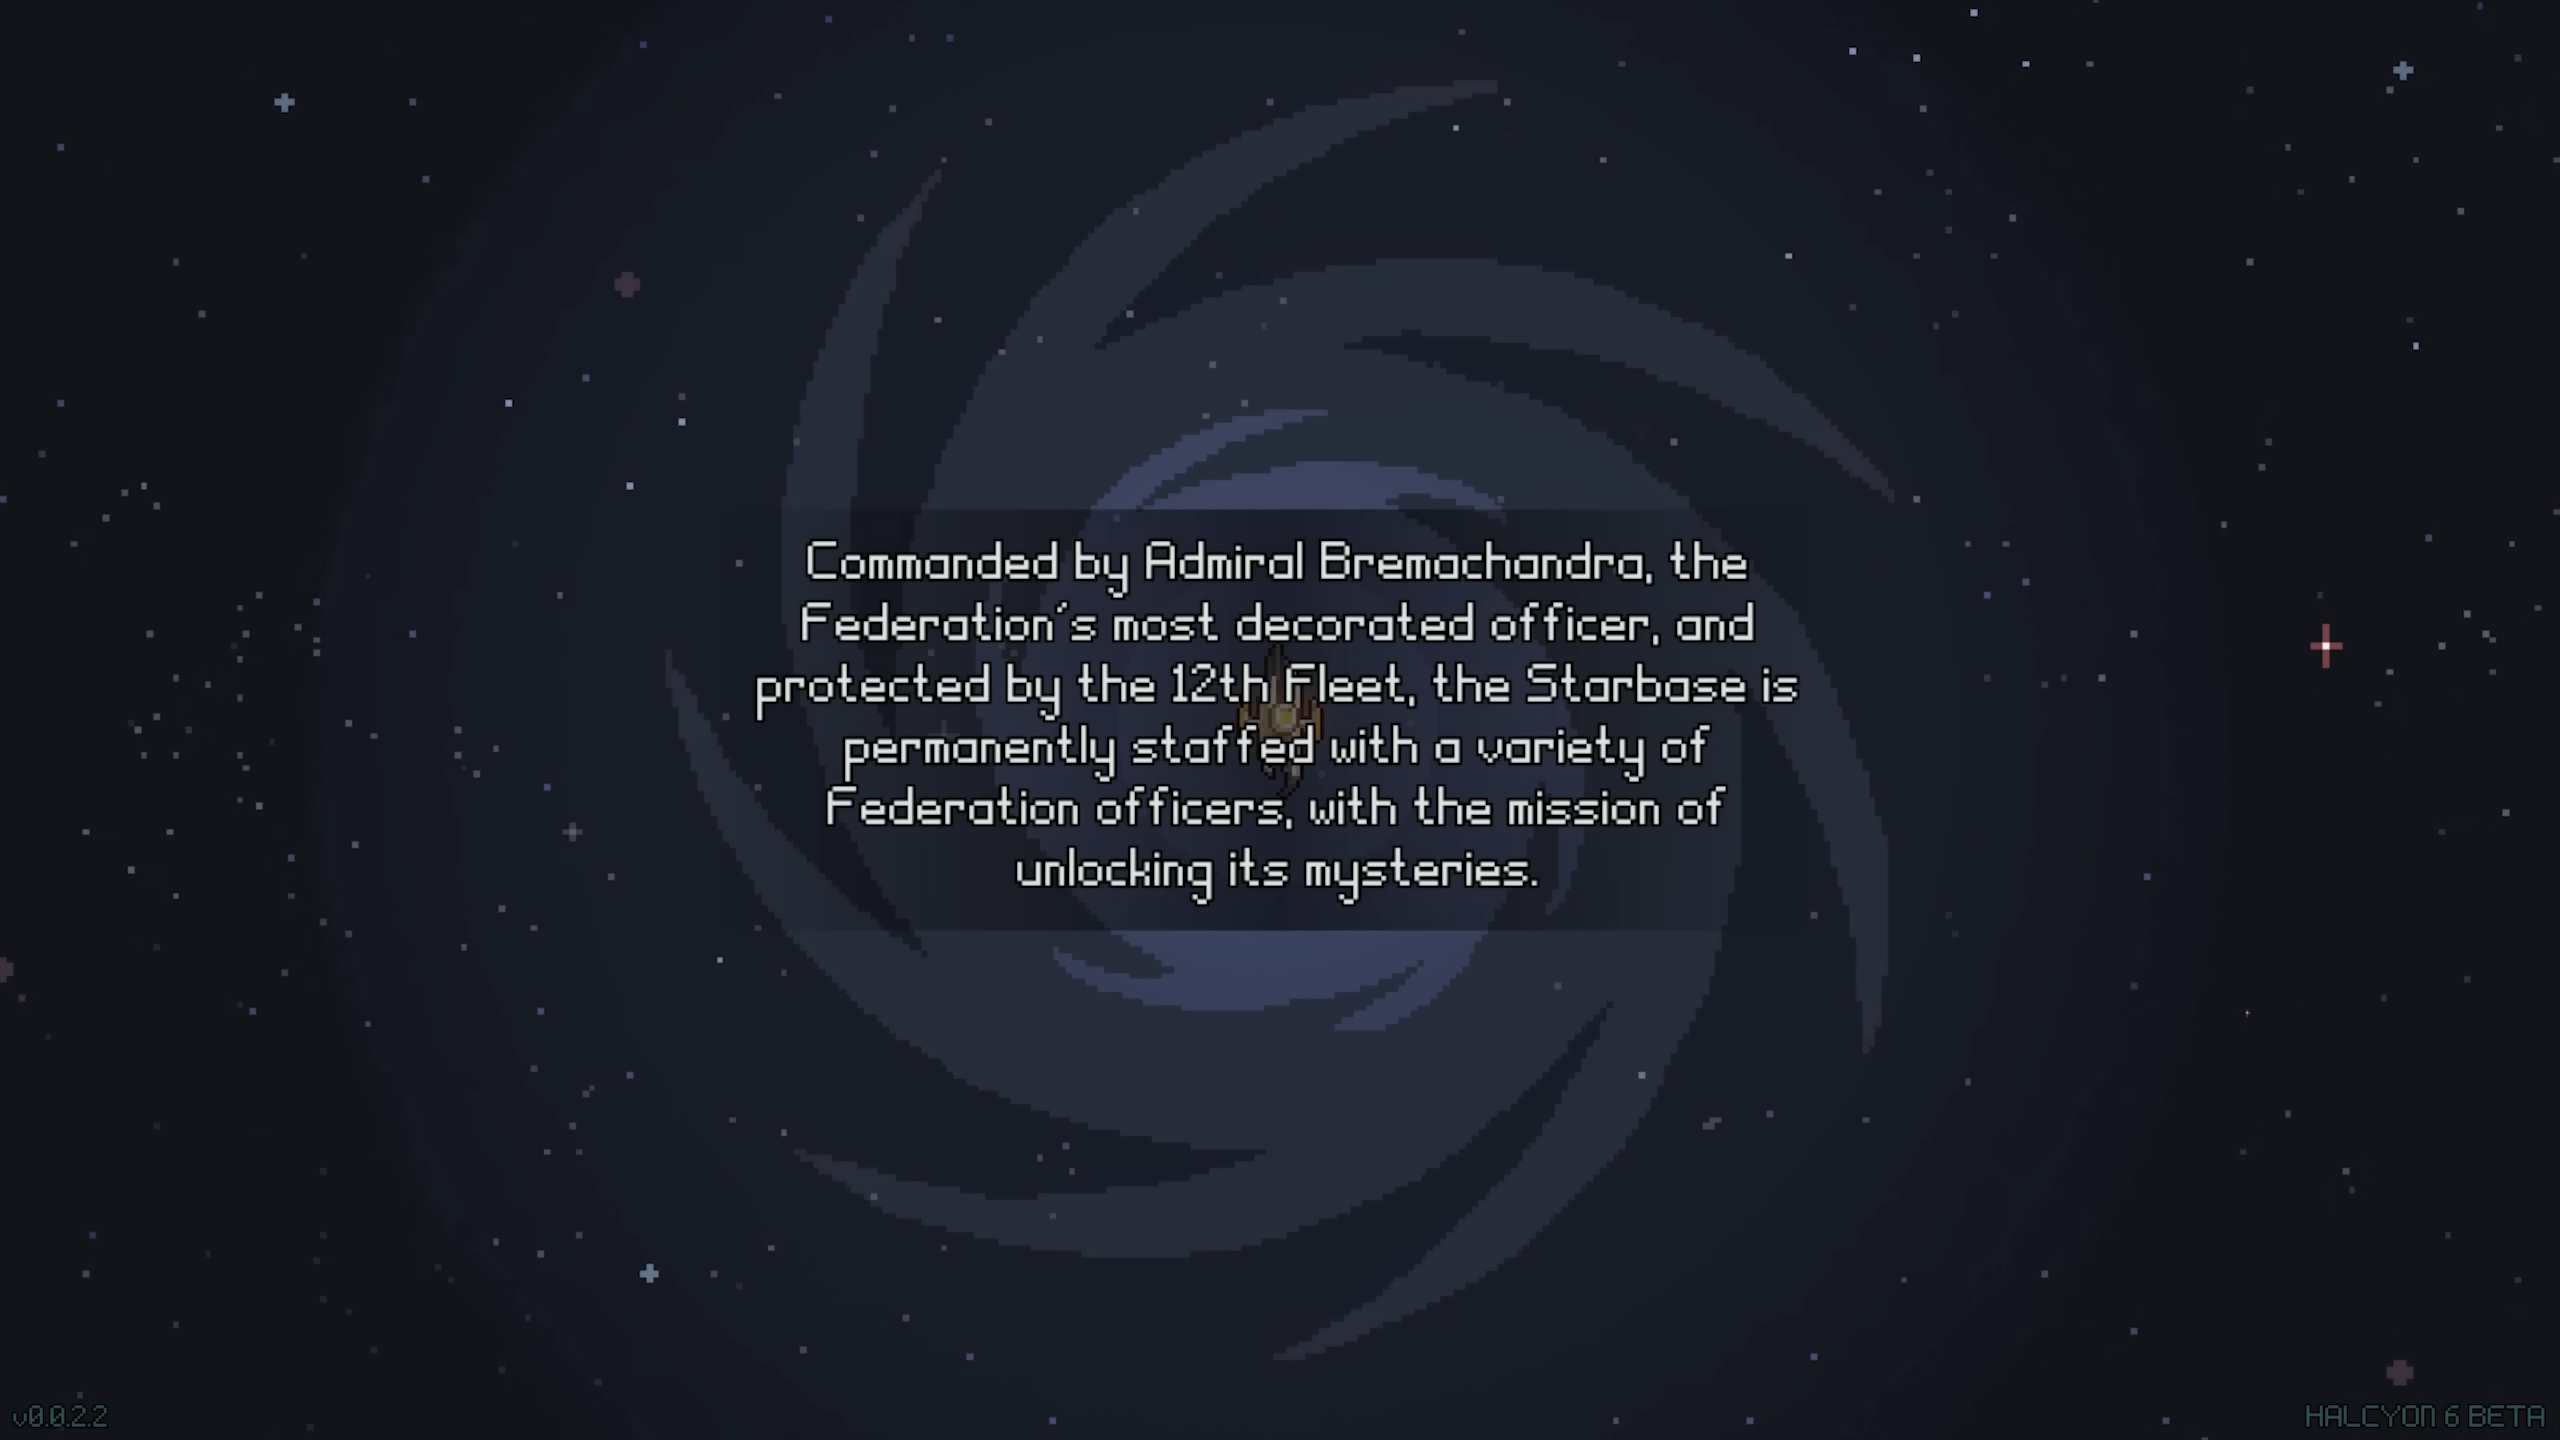 Commanded by Admiral Bremachandra, the
Federation's most decorated officer, and
protected by the 12th Fleet, the Starbase is
permanently staffed with a variety of
Federation officers, with the mission of
unlocking its mysteries.
v0.0.2.2
HALCYON 6 BETA